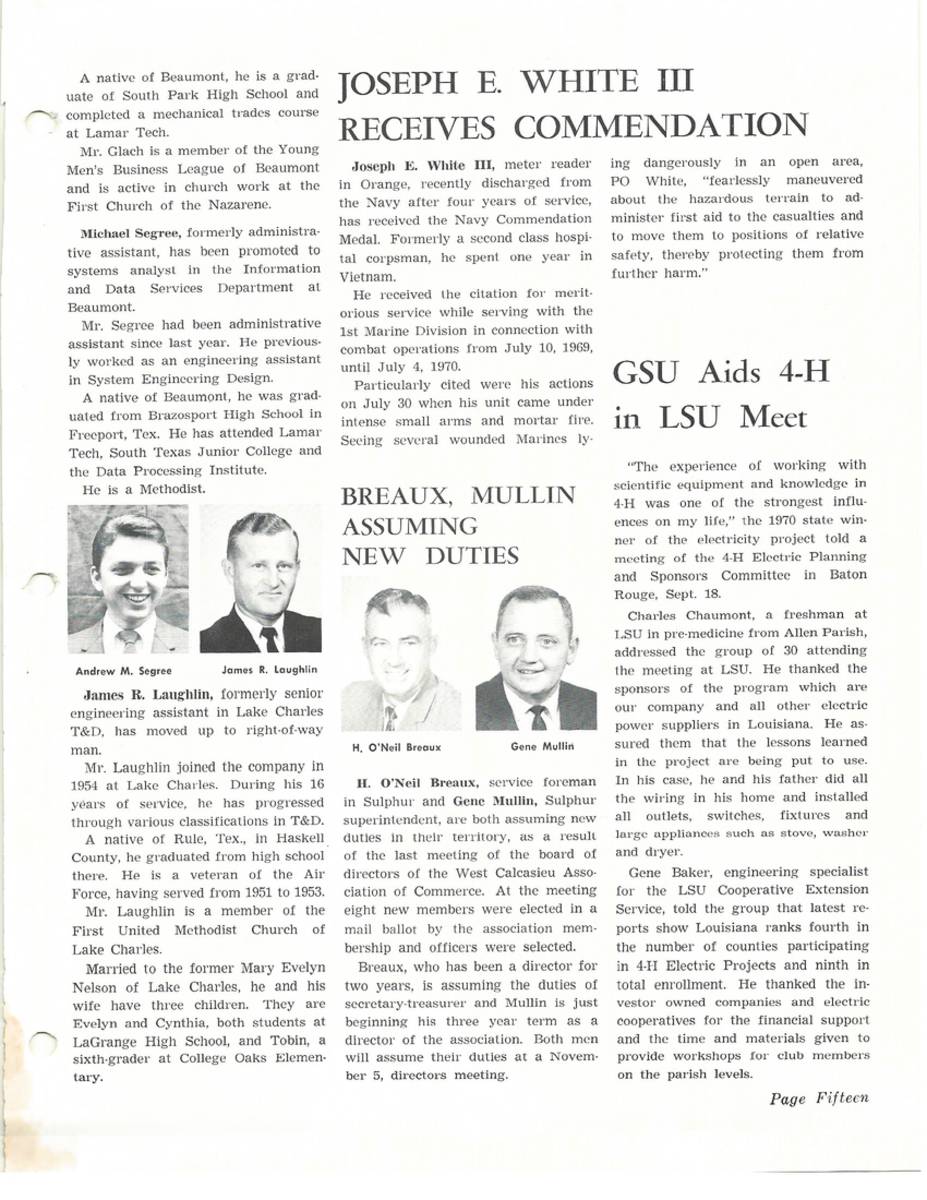 A native of Beaumont, he is a grad-
uate of South Park High School and
completed a mechanical trades course
at Lamar Tech.
Mr. Glach is a member of the Young
Men's Business League of Beaumont
and is active in church work at the
First Church of the Nazarene.
Michael Segree, formerly administra-
tive assistant, has been promoted to
systems analyst in the Information
and Data Services Department at
Beaumont.
Mr. Segree had been administrative
assistant since last year. He previous-
ly worked as an engineering assistant
in System Engineering Design.
A native of Beaumont, he was grad-
uated from Brazosport High School in
Freeport, Tex. He has attended Lamar
Tech, South Texas Junior College and
the Data Processing Institute.
He is a Methodist.
Andrew M. Segree
James R. Laughlin
James R. Laughlin, formerly senior
engineering assistant in Lake Charles
T&D, has moved up to right-of-way
man.
Mr. Laughlin joined the company in
1954 at Lake Charles. During his 16
years of service, he has progressed
through various classifications in T&D.
A native of Rule, Tex., in Haskell
County, he graduated from high school
there. He is a veteran of the Air
Force, having served from 1951 to 1953.
Mr. Laughlin is a member of the
First United Methodist Church of
Lake Charles.
Married to the former Mary Evelyn
Nelson of Lake Charles, he and his
wife have three children. They are
Evelyn and Cynthia, both students at
LaGrange High School, and Tobin, a
sixth-grader at College Oaks Elemen-
tary.
JOSEPH E. WHITE III
RECEIVES COMMENDATION
Joseph E. White III, meter reader
in Orange, recently discharged from
the Navy after four years of service,
has received the Navy Commendation
Medal. Formerly a second class hospi-
tal corpsman, he spent one year in
Vietnam.
He received the citation for merit-
orious service while serving with the
1st Marine Division in connection with
combat operations from July 10, 1969,
until July 4, 1970.
Particularly cited were his actions
on July 30 when his unit came under
intense small arms and mortar fire.
Seeing several wounded Marines ly-
ing dangerously in an open area,
PO White, "fearlessly maneuvered
about the hazardous terrain to ad-
minister first aid to the casualties and
to move them to positions of relative
safety, thereby protecting them from
further harm."
BREAUX, MULLIN
ASSUMING
NEW DUTIES
H. O'Neil Breaux
Gene Mullin
H. O'Neil Breaux, service foreman
in Sulphur and Gene Mullin, Sulphur
superintendent, are both assuming new
duties in their territory, as a result
of the last meeting of the board of
directors of the West Calcasieu Asso-
ciation of Commerce. At the meeting
eight new members were elected in a
mail ballot by the association mem-
bership and officers were selected.
Breaux, who has been a director for
two years, is assuming the duties of
secretary-treasurer and Mullin is just
beginning his three year term as a
director of the association. Both men
will assume their duties at a Novem-
ber 5, directors meeting.
GSU Aids 4-H
in LSU Meet
"The experience of working with
scientific equipment and knowledge in
4-H was one of the strongest influ-
ences on my life," the 1970 state win-
ner of the electricity project told a
meeting of the 4-H Electric Planning
and Sponsors Committee in Baton
Rouge, Sept. 18.
Charles Chaumont, a freshman at
LSU in pre-medicine from Allen Parish,
addressed the group of 30 attending
the meeting at LSU. He thanked the
sponsors of the program which are
our company and all other electric
power suppliers in Louisiana. He as-
sured them that the lessons learned
in the project are being put to use.
In his case, he and his father did all
the wiring in his home and installed
all outlets, switches, fixtures and
large appliances such as stove, washer
and dryer.
Gene Baker, engineering specialist
for the LSU Cooperative Extension
Service, told the group that latest re-
ports show Louisiana ranks fourth in
the number of counties participating
in 4-H Electric Projects and ninth in
total enrollment. He thanked the in-
vestor owned companies and electric
cooperatives for the financial support
and the time and materials given to
provide workshops for club members
on the parish levels.
Page Fifteen